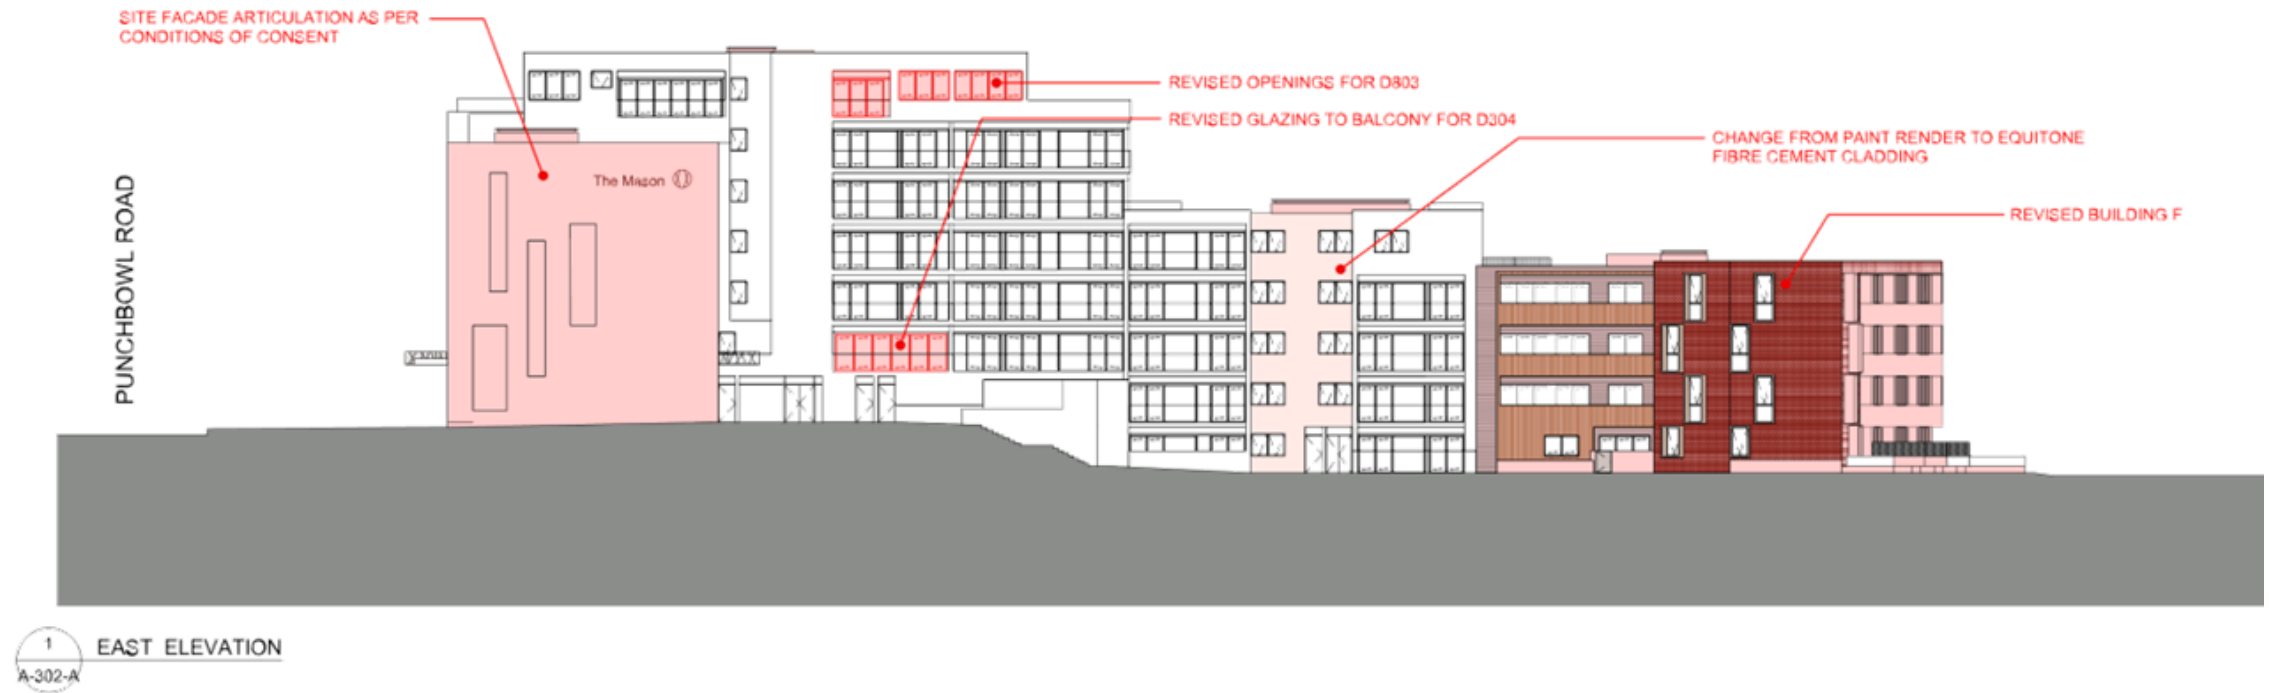 SITE FACADE ARTICULATION AS PER
CONDITIONS OF CONSENT
REVISED OPENINGS FOR D803
REVISED GLAZING TO BALCONY FOR D304
CHANGE FROM PAINT RENDER TO EQUITONE
FIBRE CEMENT CLADDING
The Mason
REVISED BUILDING F
PUNCHBOWL ROAD
1
EAST ELEVATION
A-302-A